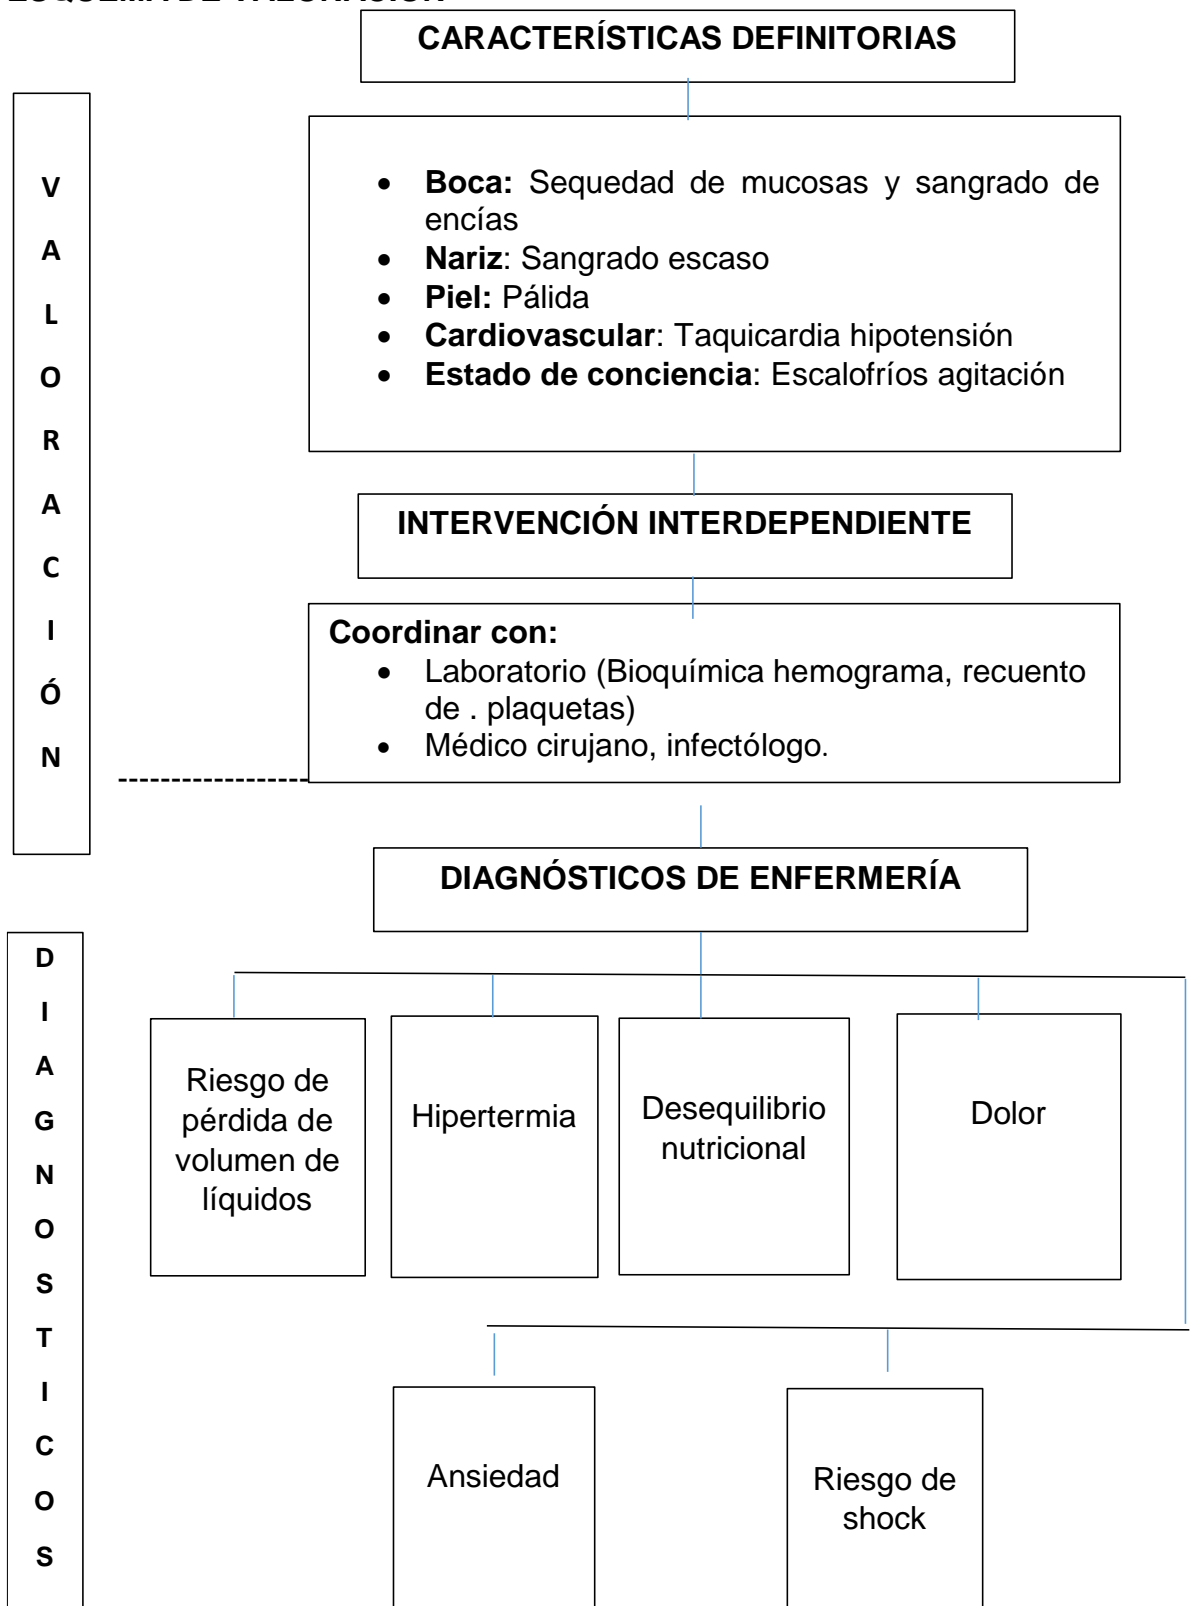 CARACTERÍSTICAS DEFINITORIAS
V
A
L
O
R
A
C
I
Ó
N
• Boca: Sequedad de mucosas y sangrado de
encías
• Nariz: Sangrado escaso
• Piel: Pálida
• Cardiovascular: Taquicardia hipotensión
• Estado de conciencia: Escalofríos agitación
INTERVENCIÓN INTERDEPENDIENTE
Coordinar con:
• Laboratorio (Bioquímica hemograma, recuento
de . plaquetas)
• Médico cirujano, infectólogo.
DIAGNÓSTICOS DE ENFERMERÍA
D
I
A
G
N
O
S
T
I
C
O
S
Riesgo de
pérdida de
volumen de
líquidos
Hipertermia
Desequilibrio
nutricional
Dolor
Ansiedad
Riesgo de
shock